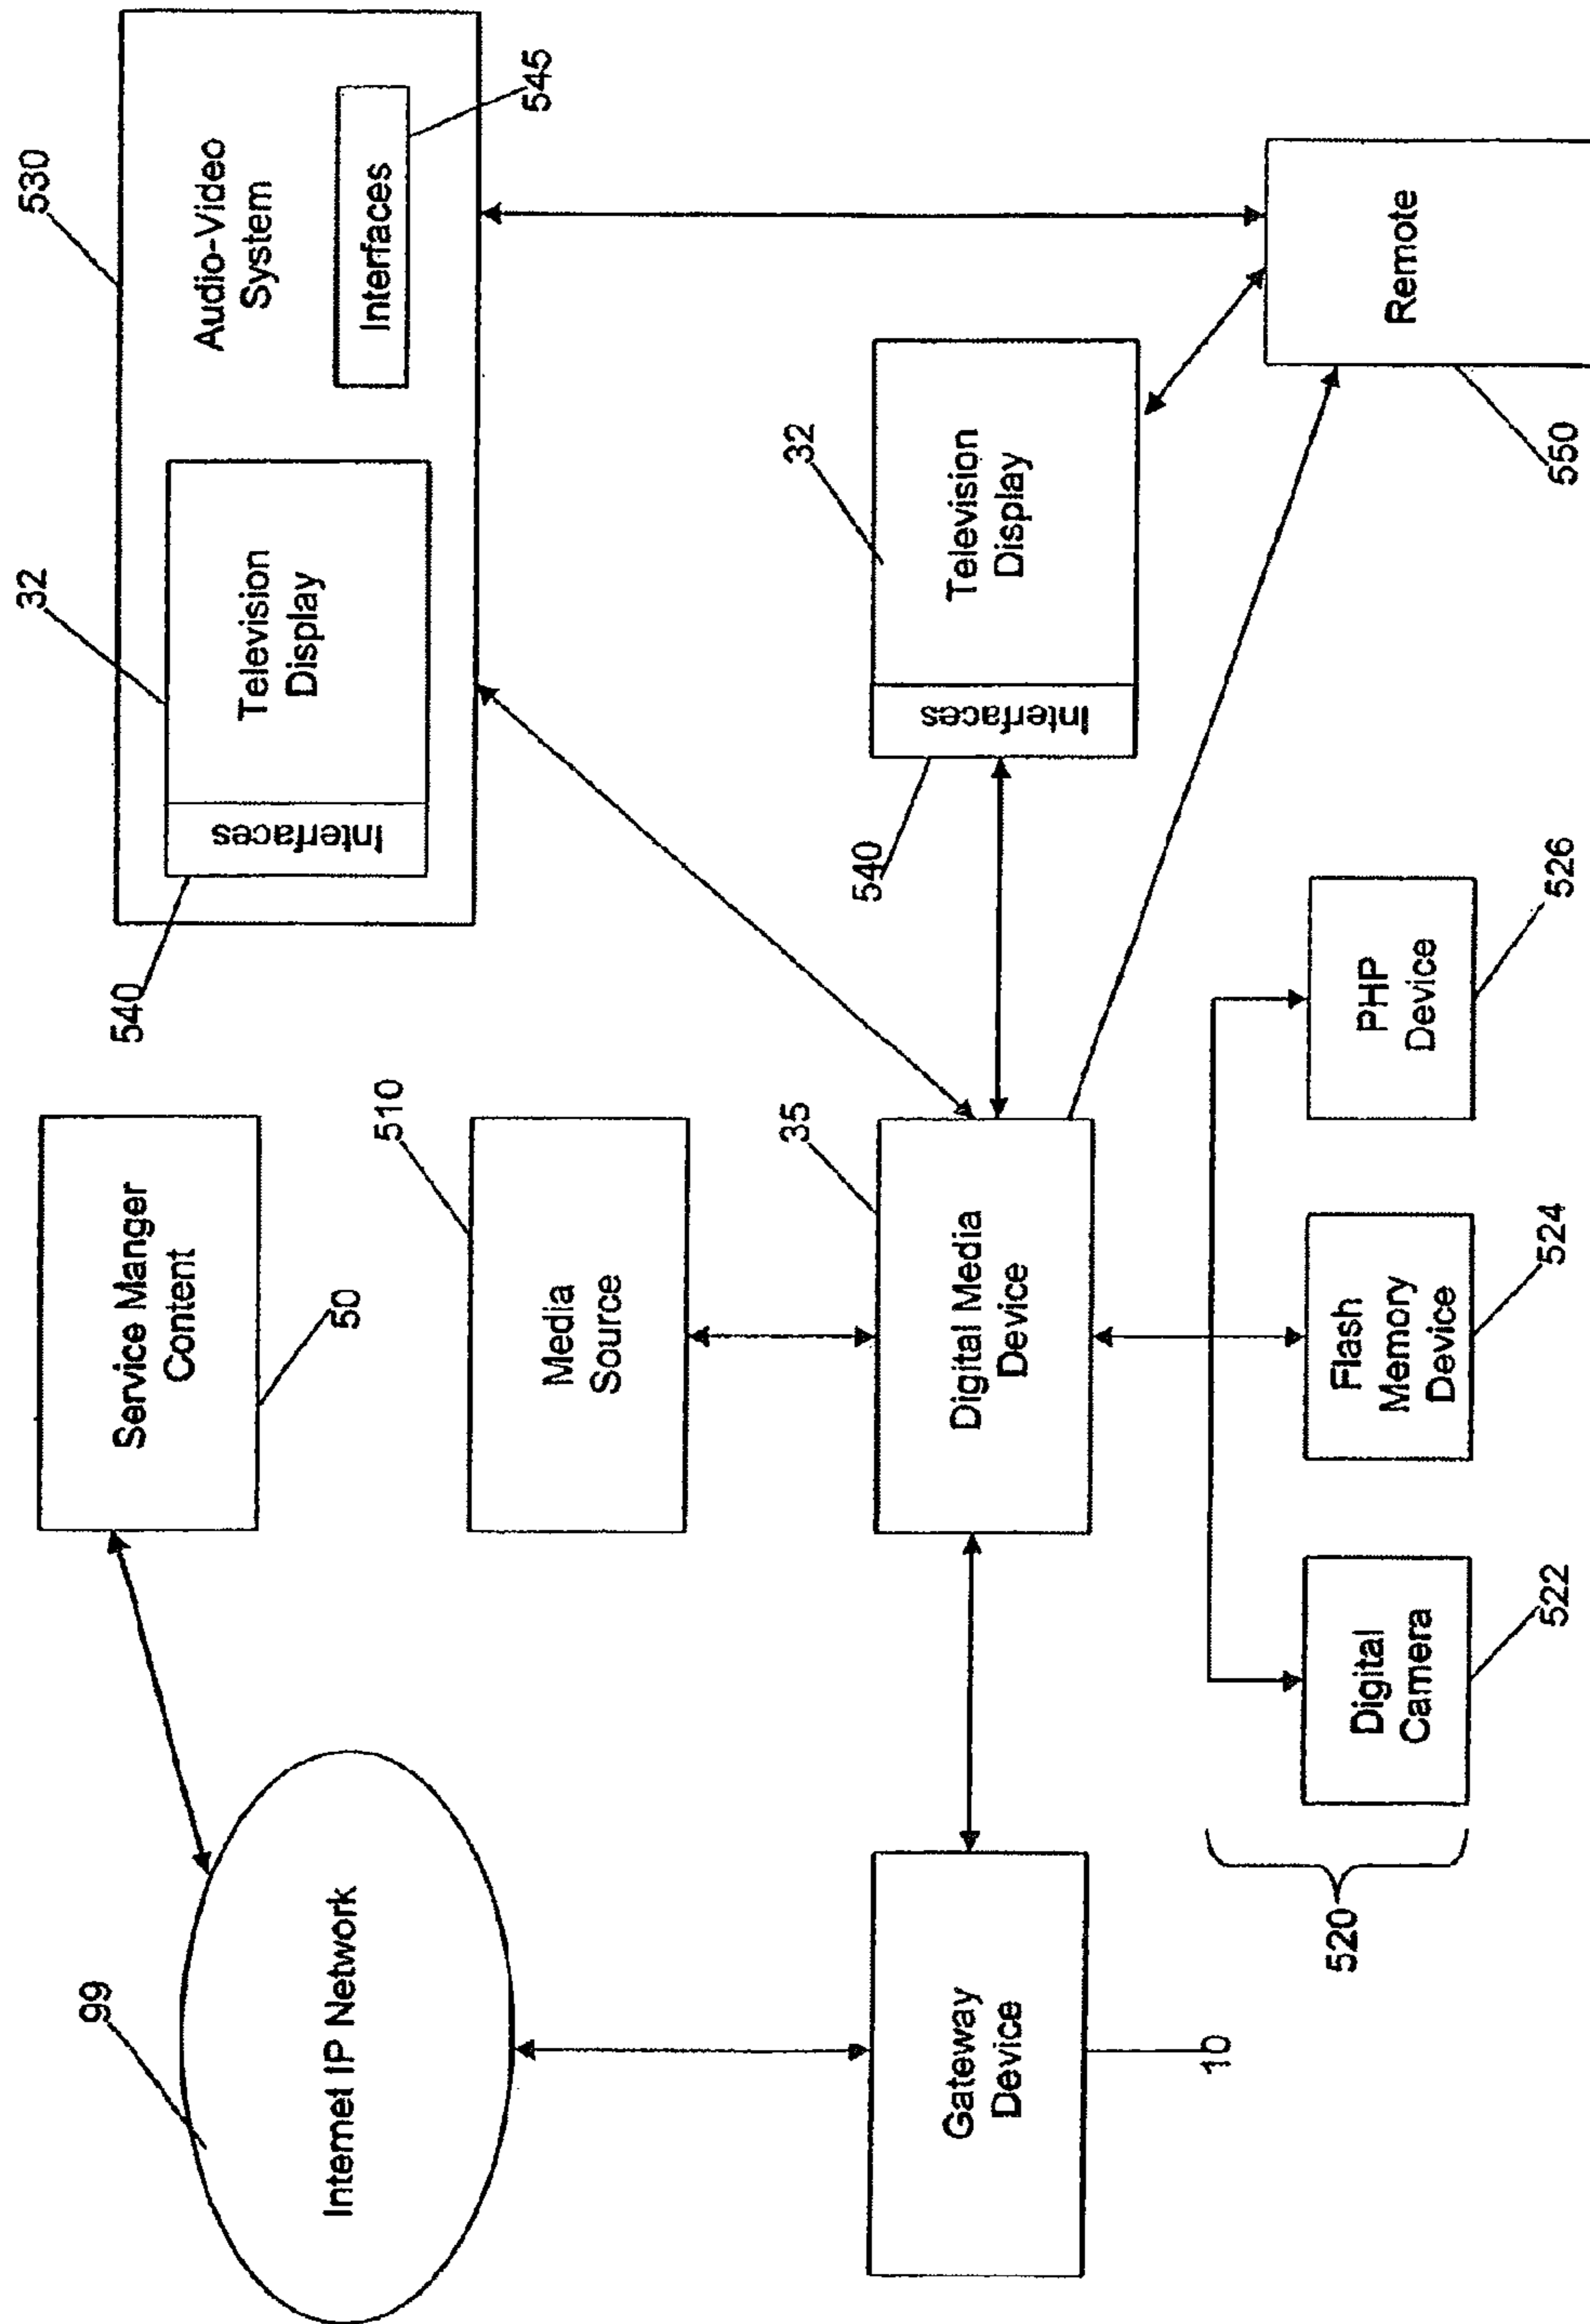 99
Internet IP Network
Service Manger
Content
50
32
Television
Display
Interfaces
540
530
Audio-Video
System
Interfaces
545
510
Media
Source
Gateway
Device
10
35
Digital Media
Device
32
Television
Display
Interfaces
540
520
Digital
Camera
522
Flash
Memory
Device
524
PHP
Device
526
Remote
550